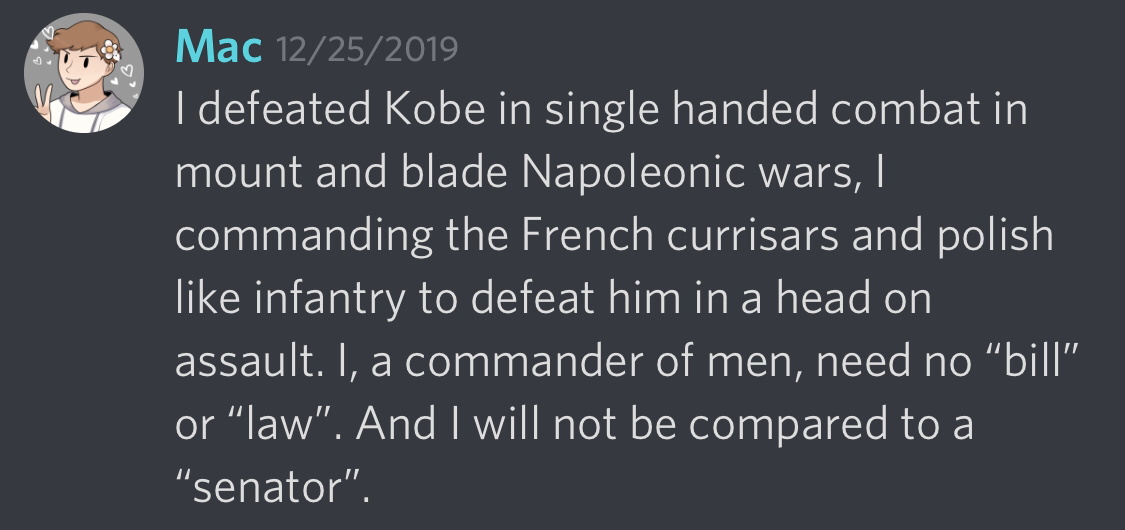 Mac 12/25/2019
I defeated Kobe in single handed combat in
mount and blade Napoleonic wars, I
commanding the French currisars and polish
like infantry to defeat him in a head on
assault. I, a commander of men, need no “bill”
or “law”. And I will not be compared to a
“senator”.